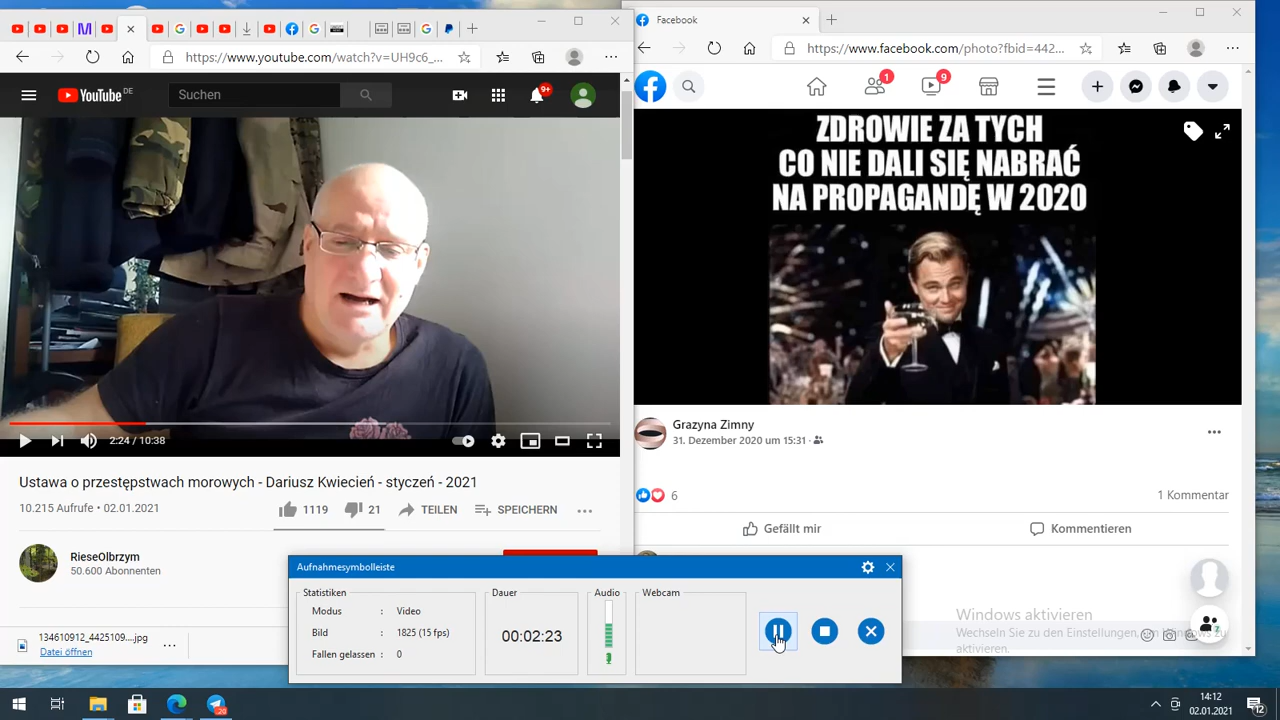 https://www.youtube.com/watch?v=UH9c6_...
YouTube DE
Suchen
9+
2:24 / 10:38
Ustawa o przestępstwach morowych - Dariusz Kwiecień - styczeń - 2021
10.215 Aufrufe • 02.01.2021
1119
21
TEILEN
SPEICHERN
RieseOlbrzym
50.600 Abonnenten
134610912_4425109....jpg
Datei öffnen
Facebook
https://www.facebook.com/photo?fbid=442...
1
9
ZDROWIE ZA TYCH
CO NIE DALI SIĘ NABRAĆ
NA PROPAGANDĘ W 2020
Grazyna Zimny
31. Dezember 2020 um 15:31
6
1 Kommentar
Gefällt mir
Kommentieren
Windows aktivieren
Wechseln Sie zu den Einstellungen, um Windows zu
aktivieren.
Aufnahmesymbolleiste
Statistiken
Modus : Video
Bild : 1825 (15 fps)
Fallen gelassen : 0
Dauer
00:02:23
Audio
Webcam
14:12
02.01.2021
12